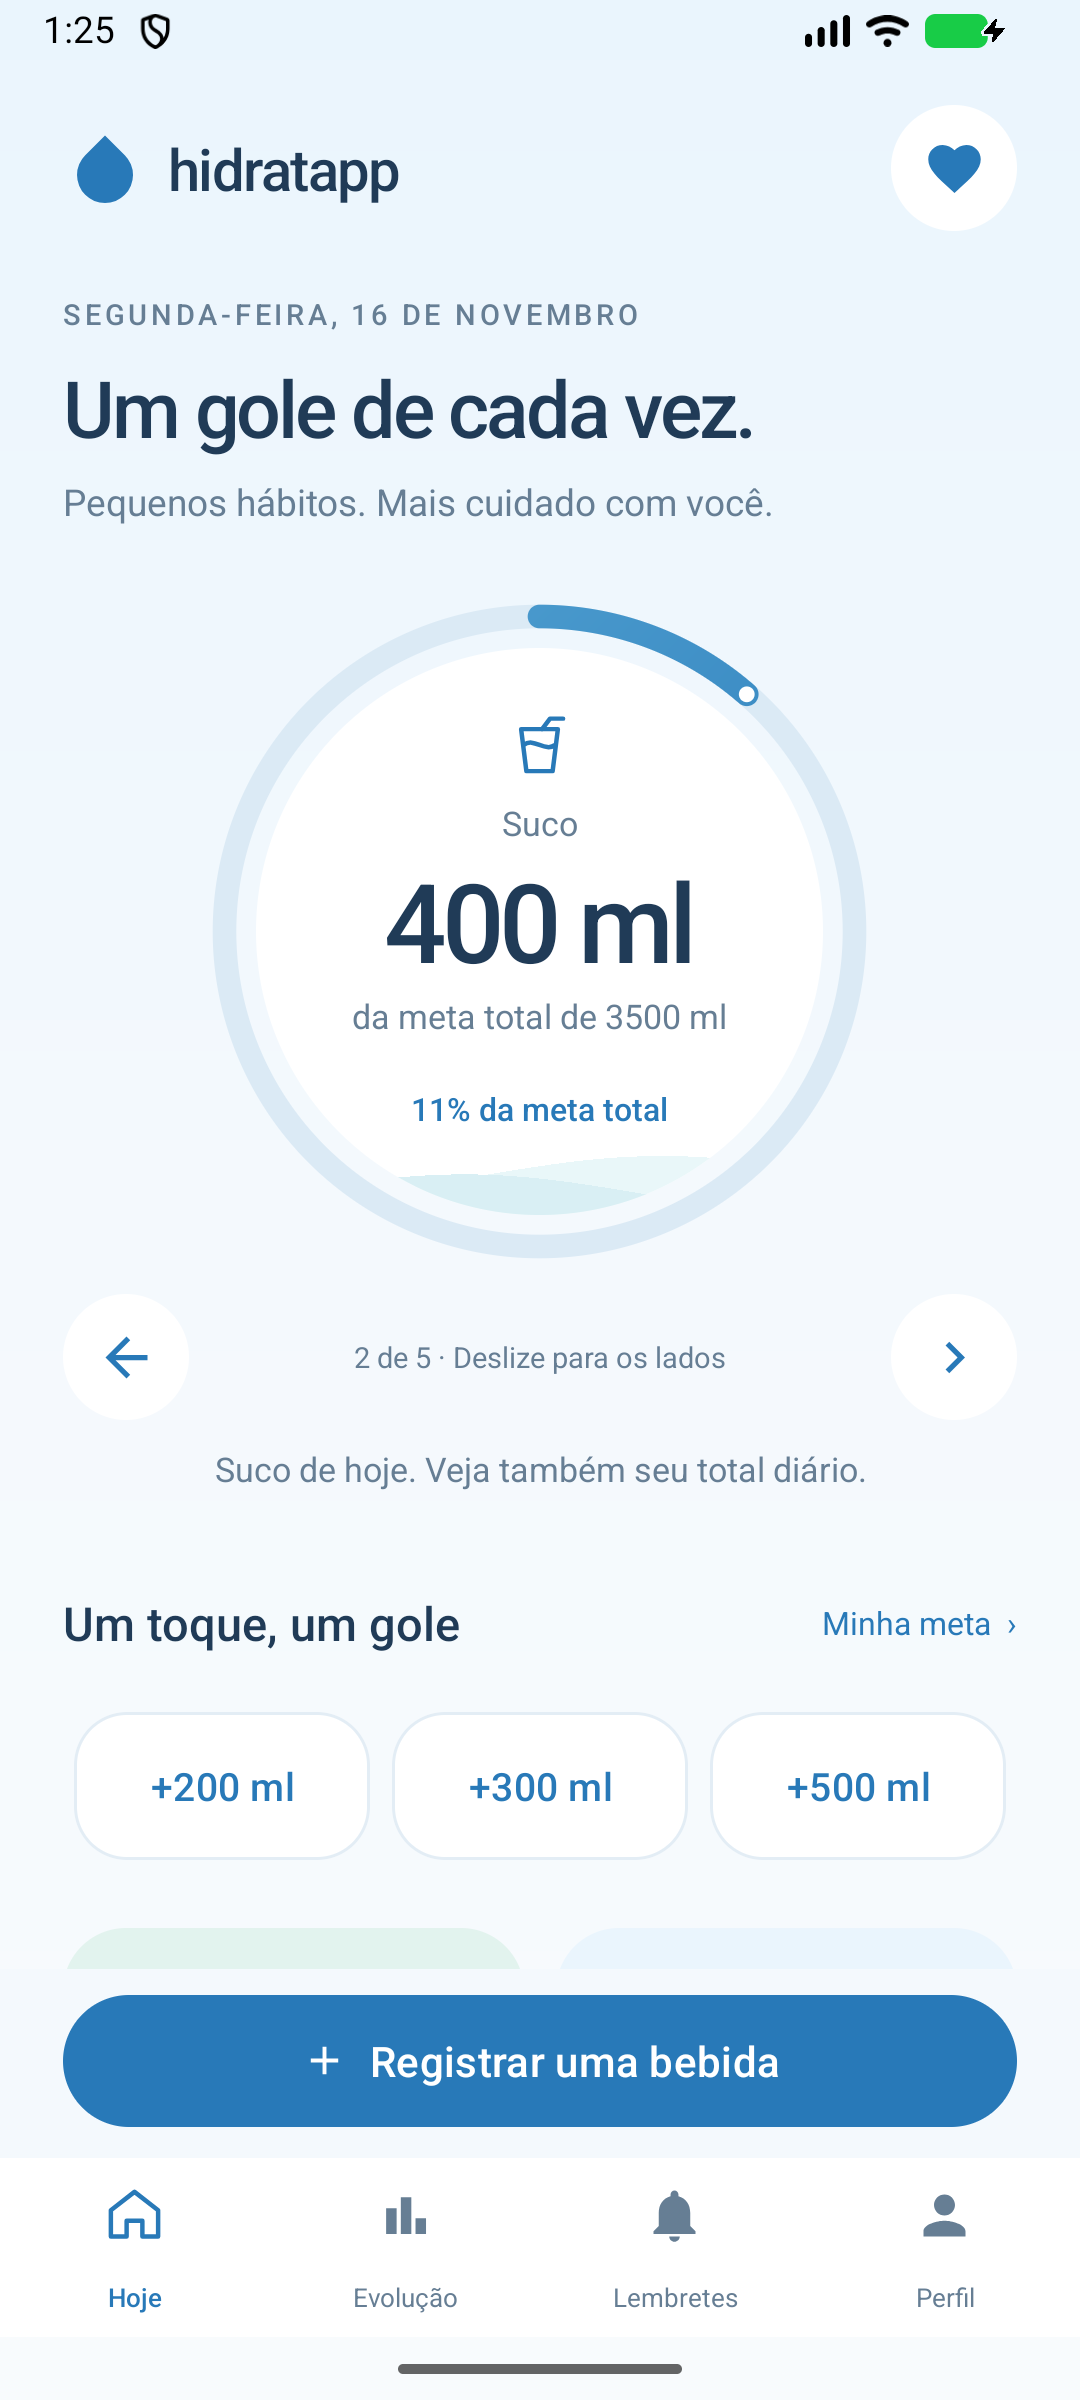 1:25
hidratapp
SEGUNDA-FEIRA, 16 DE NOVEMBRO
Um gole de cada vez.
Pequenos hábitos. Mais cuidado com você.
Suco
400 ml
da meta total de 3500 ml
11% da meta total
2 de 5 · Deslize para os lados
Suco de hoje. Veja também seu total diário.
Um toque, um gole
Minha meta ›
+200 ml
+300 ml
+500 ml
+ Registrar uma bebida
Hoje
Evolução
Lembretes
Perfil